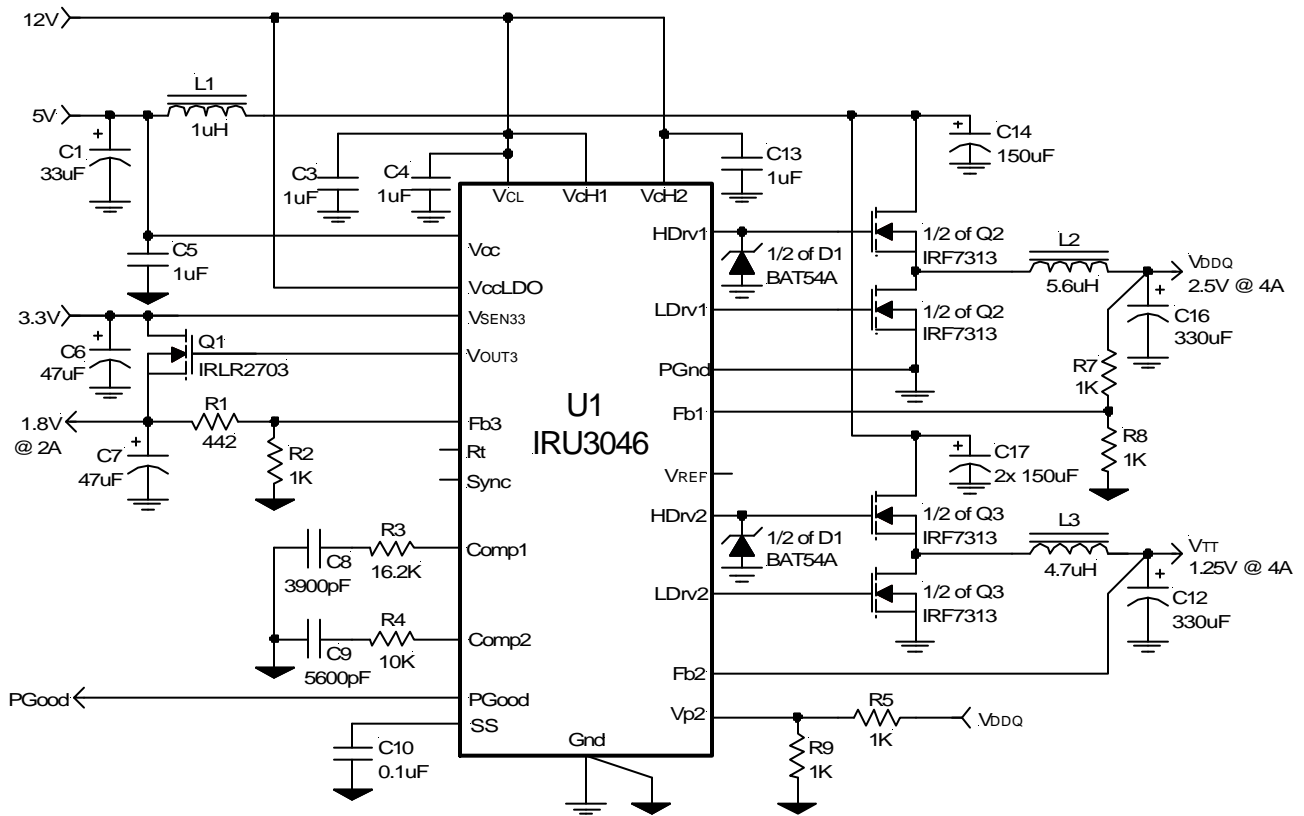 12V
5V
L1
1uH
C1
33uF
C3
1uF
C4
1uF
C13
1uF
C14
150uF
VCL
VcH1
VcH2
C5
1uF
Vcc
VccLDO
VSEN33
VOUT3
Fb3
Rt
Sync
Comp1
Comp2
PGood
SS
Gnd
U1
IRU3046
HDrv1
LDrv1
PGnd
Fb1
VREF
HDrv2
LDrv2
Fb2
Vp2
3.3V
C6
47uF
Q1
IRLR2703
1.8V
@ 2A
R1
442
R2
1K
C7
47uF
C8
3900pF
R3
16.2K
C9
5600pF
R4
10K
PGood
C10
0.1uF
1/2 of D1
BAT54A
1/2 of Q2
IRF7313
1/2 of Q2
IRF7313
L2
5.6uH
VDDQ
2.5V @ 4A
C16
330uF
R7
1K
R8
1K
C17
2x 150uF
1/2 of D1
BAT54A
1/2 of Q3
IRF7313
1/2 of Q3
IRF7313
L3
4.7uH
VTT
1.25V @ 4A
C12
330uF
R5
1K
VDDQ
R9
1K